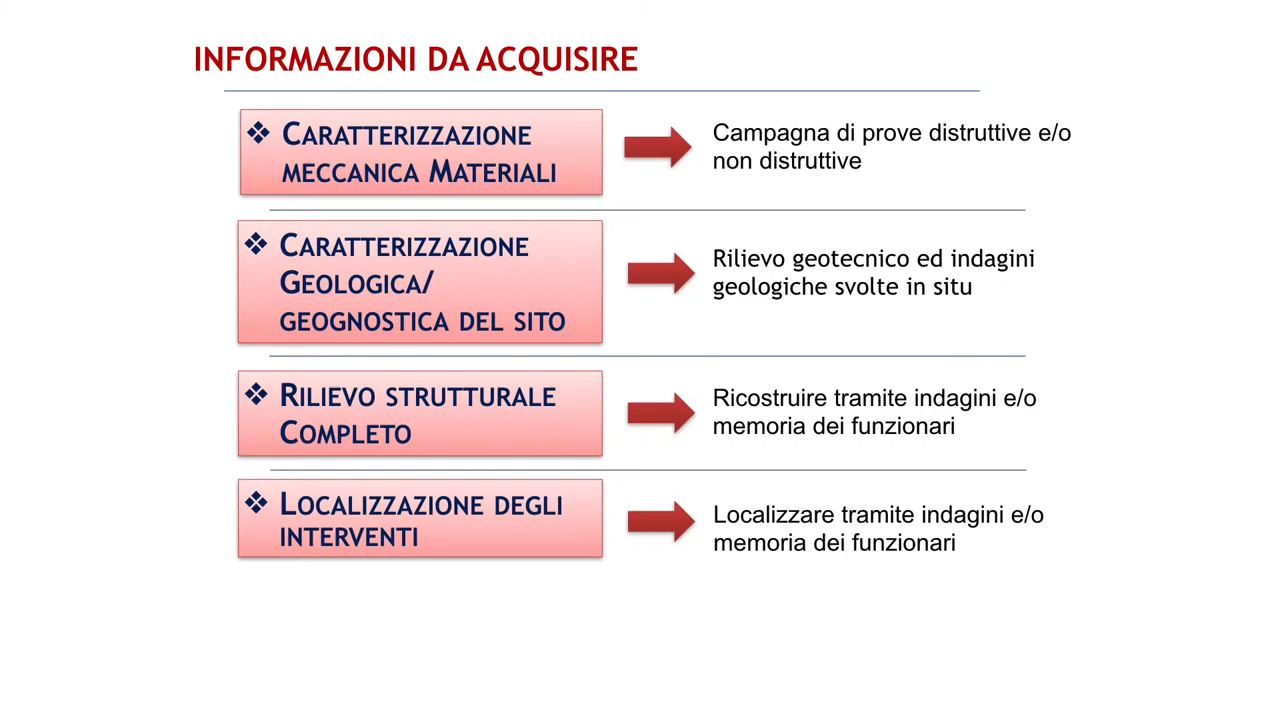 INFORMAZIONI DA ACQUISIRE
❖ CARATTERIZZAZIONE
MECCANICA MATERIALI
Campagna di prove distruttive e/o
non distruttive
❖ CARATTERIZZAZIONE
GEOLOGICA/
GEOGNOSTICA DEL SITO
Rilievo geotecnico ed indagini
geologiche svolte in situ
❖ RILIEVO STRUTTURALE
COMPLETO
Ricostruire tramite indagini e/o
memoria dei funzionari
❖ LOCALIZZAZIONE DEGLI
INTERVENTI
Localizzare tramite indagini e/o
memoria dei funzionari